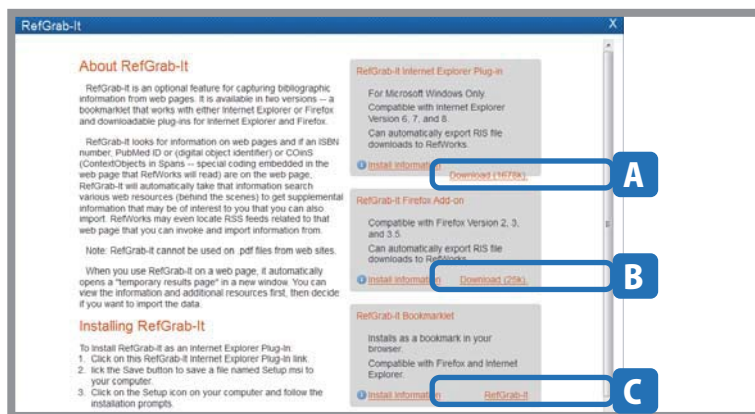 RefGrab-It X
About RefGrab-It
RefGrab-It is an optional feature for capturing bibliographic
information from web pages. It is available in two versions -- a
bookmarklet that works with either Internet Explorer or Firefox
and downloadable plug-ins for Internet Explorer and Firefox.
RefGrab-It looks for information on web pages and if an ISBN
number, PubMed ID or (digital object identifier) or COinS
(ContextObjects in Spans -- special coding embedded in the
web page that RefWorks will read) are on the web page,
RefGrab-It will automatically take that information search
various web resources (behind the scenes) to get supplemental
information that may be of interest to you that you can also
import. RefWorks may even locate RSS feeds related to that
web page that you can invoke and import information from.
Note: RefGrab-It cannot be used on .pdf files from web sites.
When you use RefGrab-It on a web page, it automatically
opens a "temporary results page" in a new window. You can
view the information and additional resources first, then decide
if you want to import the data.
Installing RefGrab-It
To Install RefGrab-It as an Internet Explorer Plug-In:
1. Click on this RefGrab-It Internet Explorer Plug-In link.
2. lick the Save button to save a file named Setup.msi to
your computer.
3. Click on the Setup icon on your computer and follow the
installation prompts.
RefGrab-It Internet Explorer Plug-in
For Microsoft Windows Only.
Compatible with Internet Explorer
Version 6, 7, and 8.
Can automatically export RIS file
downloads to RefWorks.
Install Information
Download (1678k).
A
RefGrab-It Firefox Add-on
Compatible with Firefox Version 2, 3,
and 3.5.
Can automatically export RIS file
downloads to RefWorks.
Install Information Download (25k).
B
RefGrab-It Bookmarklet
Installs as a bookmark in your
browser.
Compatible with Firefox and Internet
Explorer.
Install Information RefGrab-It
C